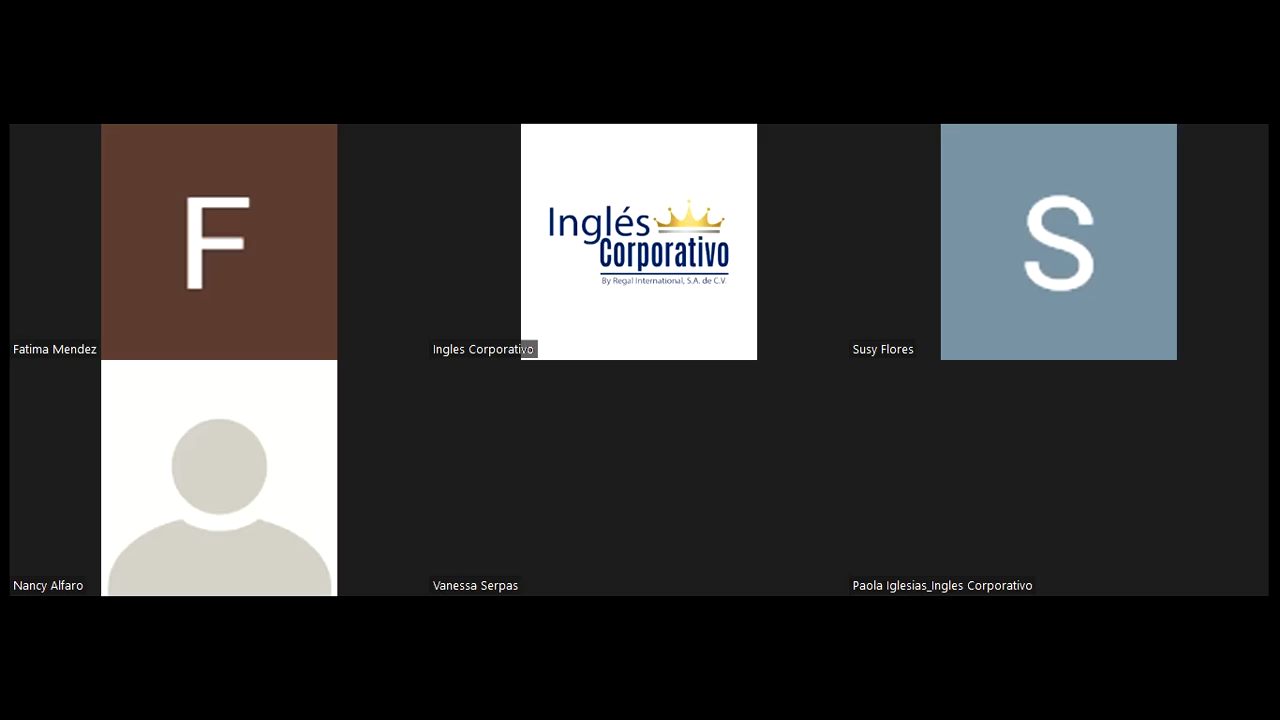 F
Inglés
Corporativo
By Regal International, S.A. de C.V.
S
Fatima Mendez
Ingles Corporativo
Susy Flores
Nancy Alfaro
Vanessa Serpas
Paola Iglesias_Ingles Corporativo